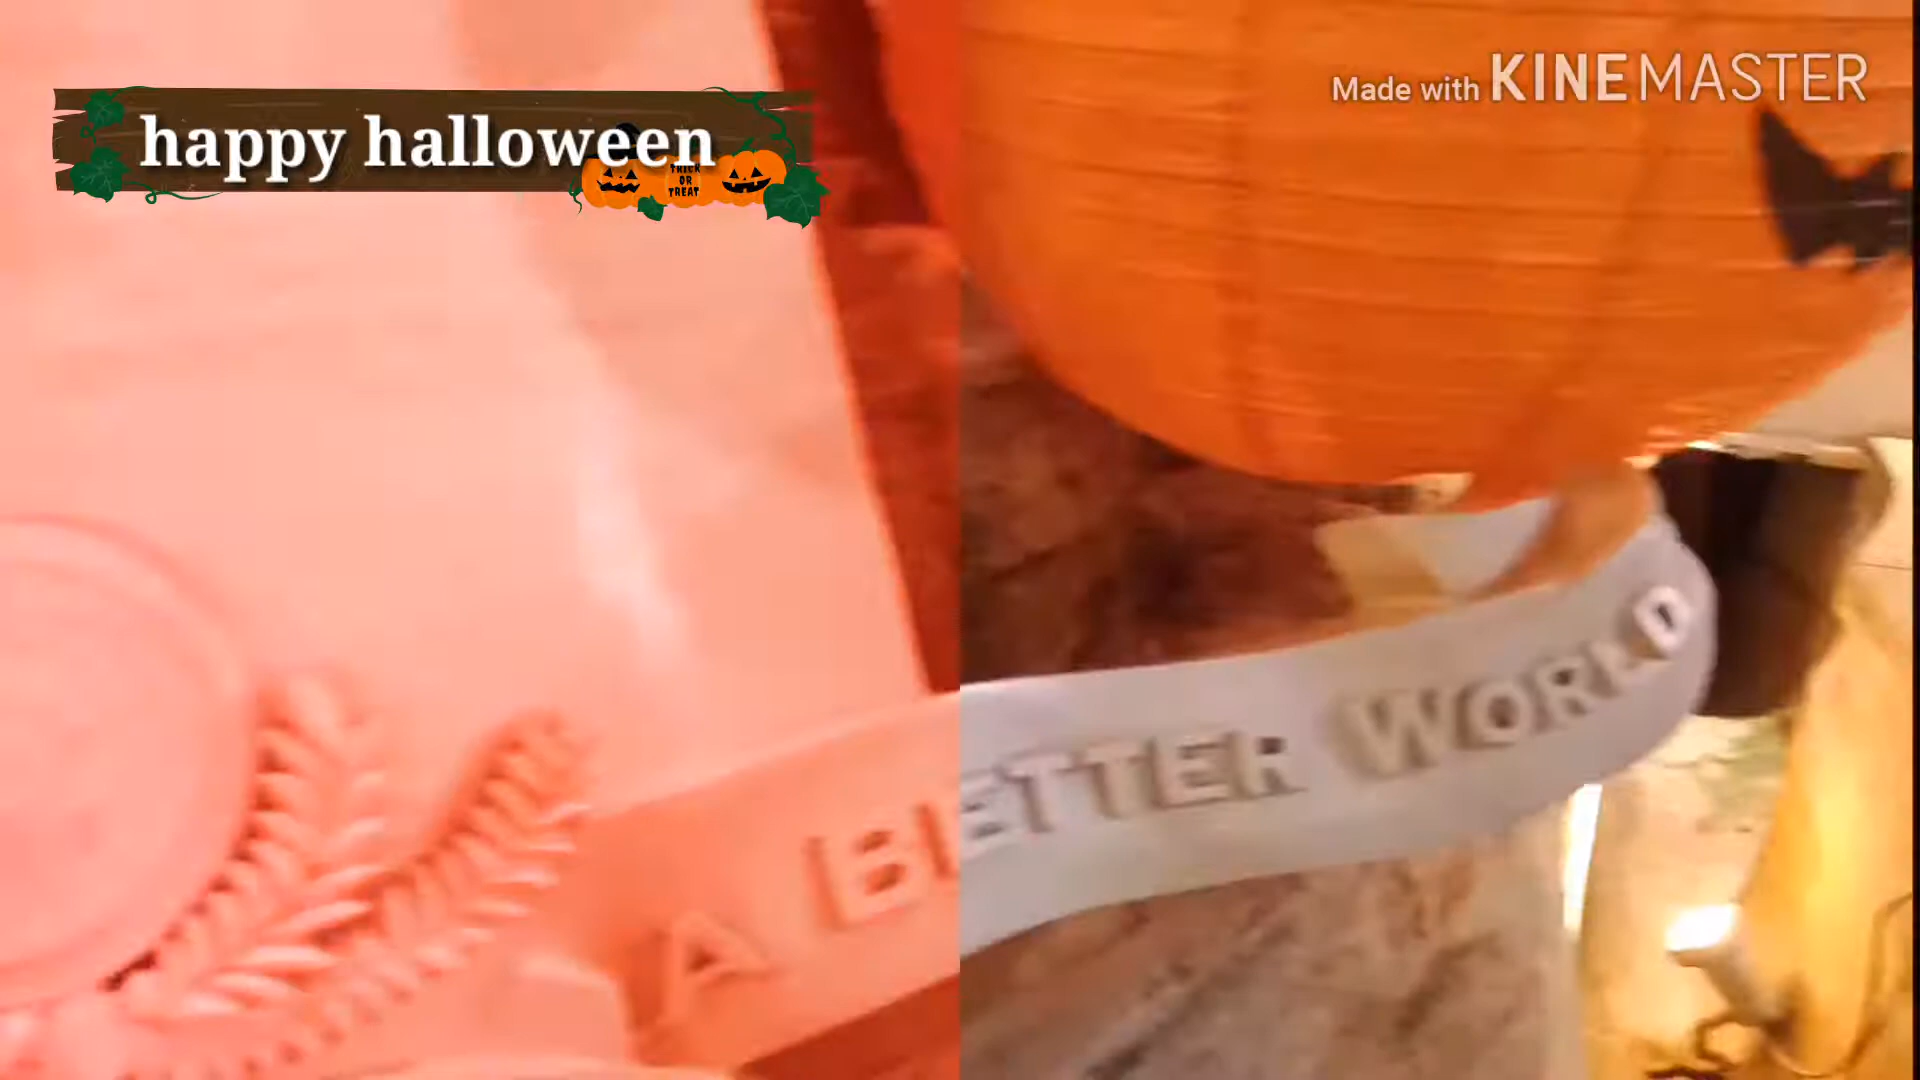 happy halloween
TRICK
OR
TREAT
Made with KINEMASTER
A BETTER WORLD